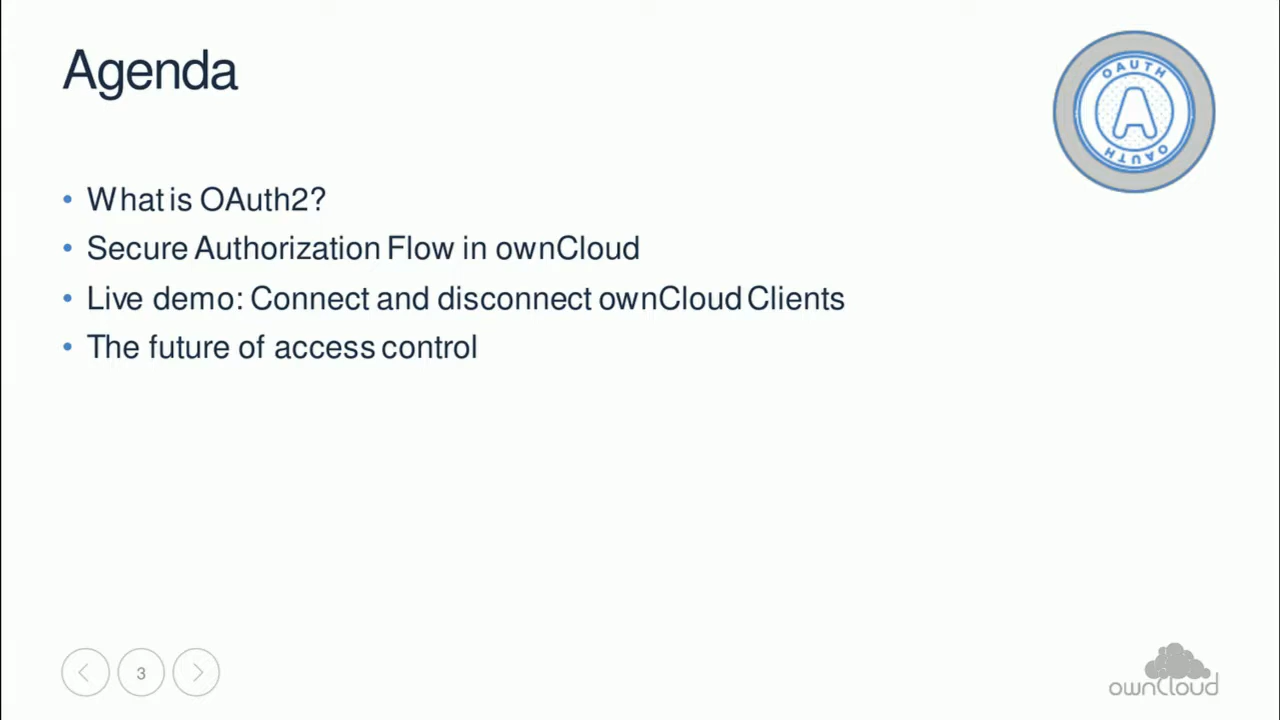 Agenda
OAUTH
A
OAUTH
• What is OAuth2?
• Secure Authorization Flow in ownCloud
• Live demo: Connect and disconnect ownCloud Clients
• The future of access control
3
ownCloud